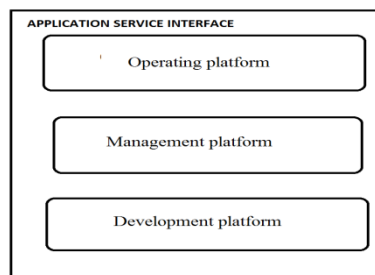 APPLICATION SERVICE INTERFACE
Operating platform
Management platform
Development platform